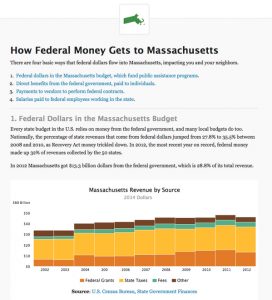 How Federal Money Gets to Massachusetts
There are four basic ways that federal dollars flow into Massachusetts, impacting you and your neighbors.
1. Federal dollars in the Massachusetts budget, which fund public assistance programs.
2. Direct benefits from the federal government, paid to individuals.
3. Payments to vendors to perform federal contracts.
4. Salaries paid to federal employees working in the state.
1. Federal Dollars in the Massachusetts Budget
Every state budget in the U.S. relies on money from the federal government, and many local budgets do too.
Nationally, the percentage of state revenues that come from federal dollars jumped from 27.8% to 35.5% between
2008 and 2010, as Recovery Act money trickled down. In 2012, the most recent year on record, federal money
made up 32% of revenues collected by the 50 states.
In 2012 Massachusetts got $13.5 billion dollars from the federal government, which is 28.8% of its total revenue.
Massachusetts Revenue by Source
2014 Dollars
$60 Billion
$50
$40
$30
$20
$10
$0
2002 2003 2004 2005 2006 2007 2008 2009 2010 2011 2012
Federal Grants State Taxes Fees Other
Source: U.S. Census Bureau, State Government Finances